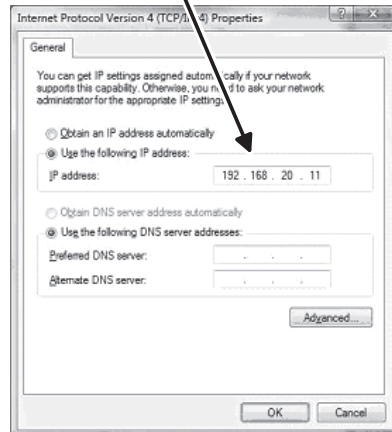 Internet Protocol Version 4 (TCP/IPv4) Properties
General
You can get IP settings assigned automatically if your network
supports this capability. Otherwise, you need to ask your network
administrator for the appropriate IP settings.
Obtain an IP address automatically
Use the following IP address:
IP address: 192 . 168 . 20 . 11
Obtain DNS server address automatically
Use the following DNS server addresses:
Preferred DNS server: . . .
Alternate DNS server: . . .
Advanced...
OK Cancel